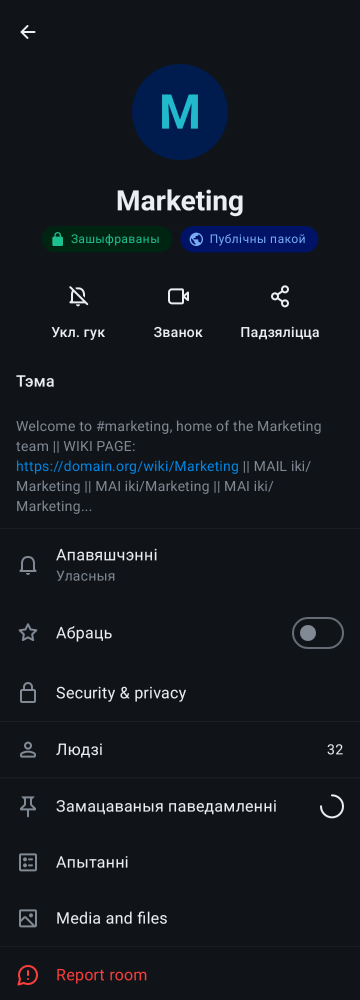 M
Marketing
Зашыфраваны
Публічны пакой
Укл. гук
Званок
Падзяліцца
Тэма
Welcome to #marketing, home of the Marketing
team || WIKI PAGE:
https://domain.org/wiki/Marketing || MAIL iki/
Marketing || MAI iki/Marketing || MAI iki/
Marketing...
Апавяшчэнні
Уласныя
Абраць
Security & privacy
Людзі
32
Замацаваныя паведамленні
Апытанні
Media and files
Report room